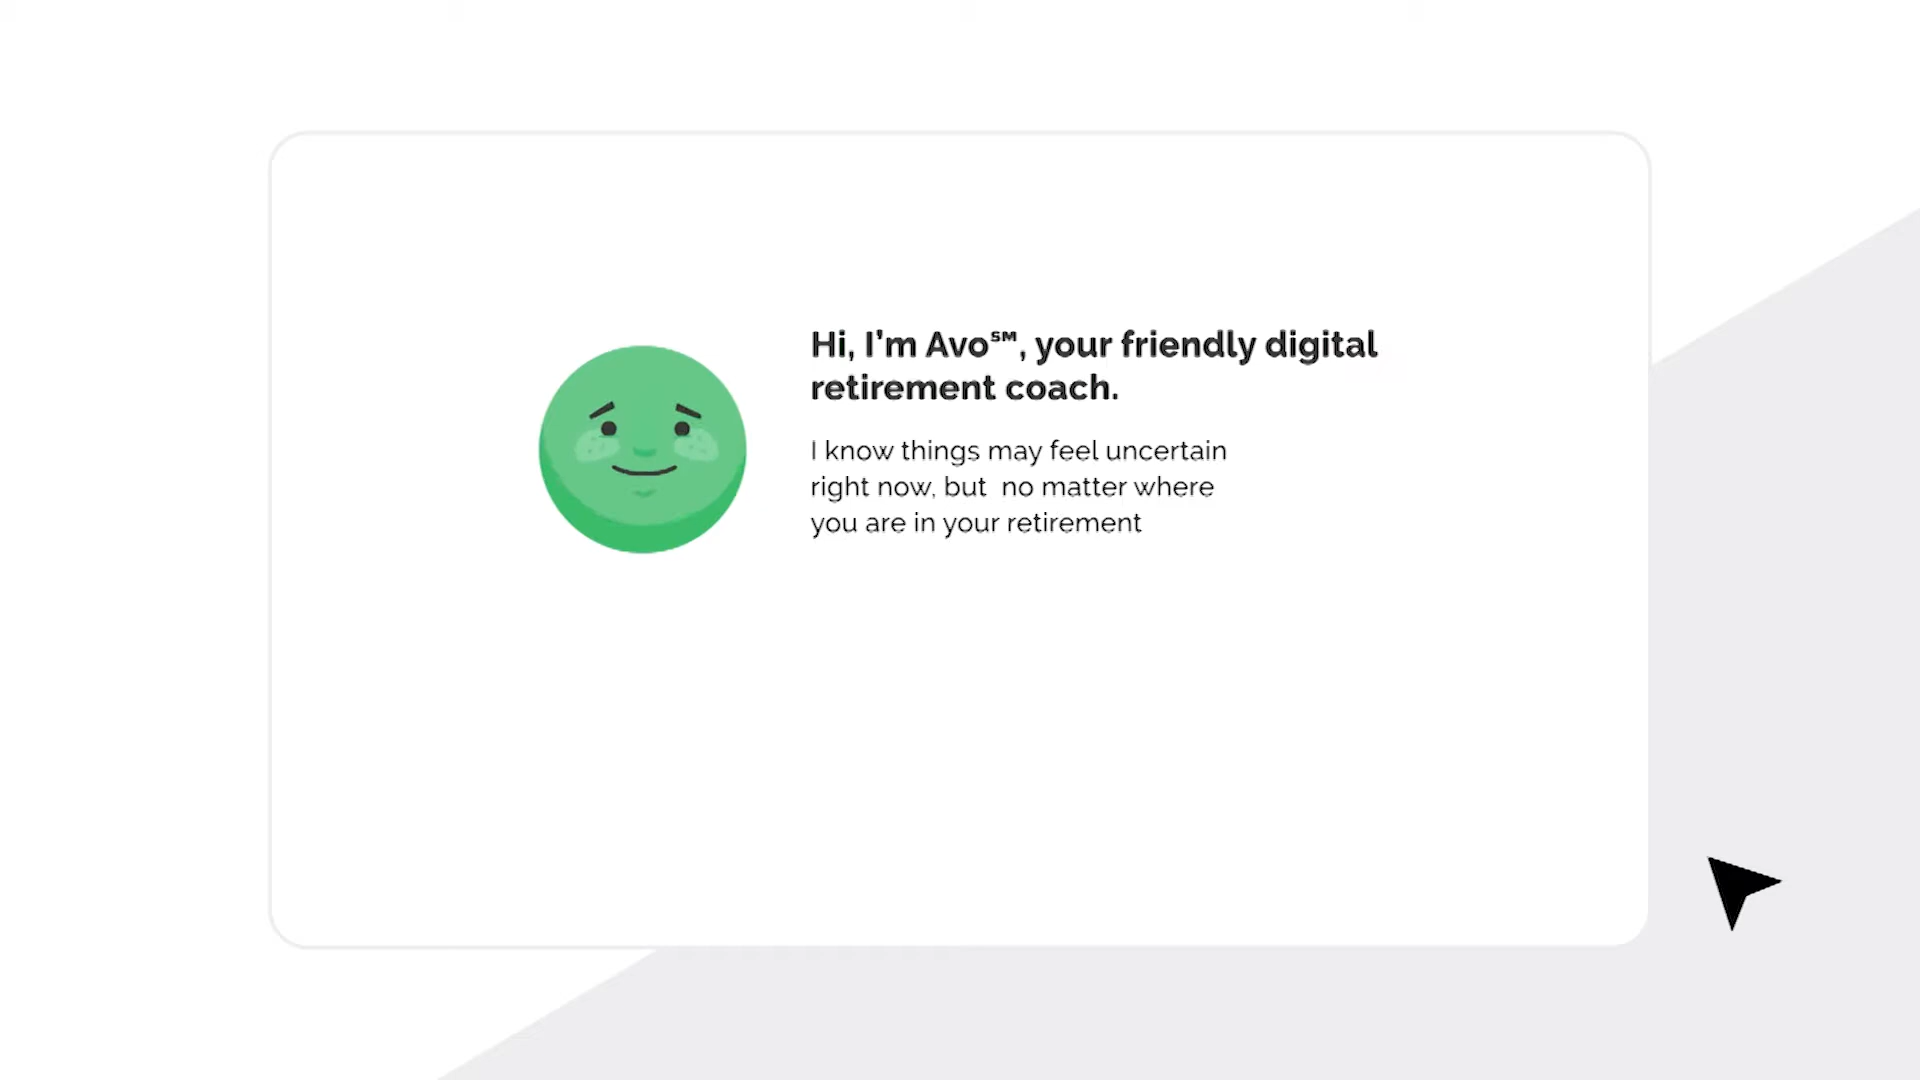 Hi, I'm Avo℠, your friendly digital
retirement coach.
I know things may feel uncertain
right now, but  no matter where
you are in your retirement